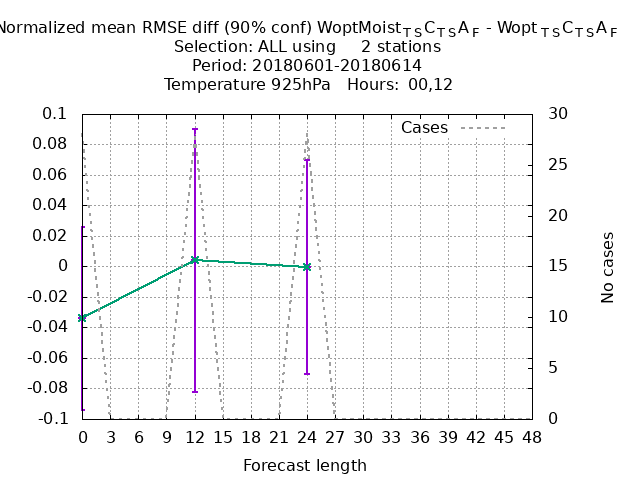 Normalized mean RMSE diff (90% conf) WoptMoist T S C T S A F - Wopt T S C T S A F
Selection: ALL using 2 stations
Period: 20180601-20180614
Temperature 925hPa Hours: 00,12
0.1
0.08
0.06
0.04
0.02
0
-0.02
-0.04
-0.06
-0.08
-0.1
Cases
30
25
20
15
10
5
0
No cases
0 3 6 9 12 15 18 21 24 27 30 33 36 39 42 45 48
Forecast length